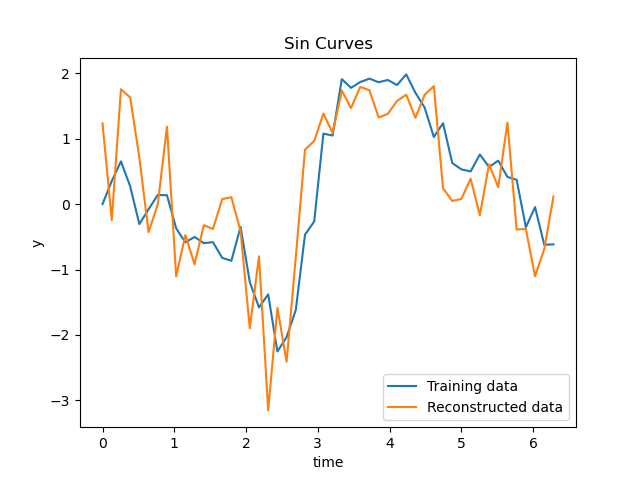 Sin Curves
y
2
1
0
−1
−2
−3
0 1 2 3 4 5 6
time
Training data
Reconstructed data